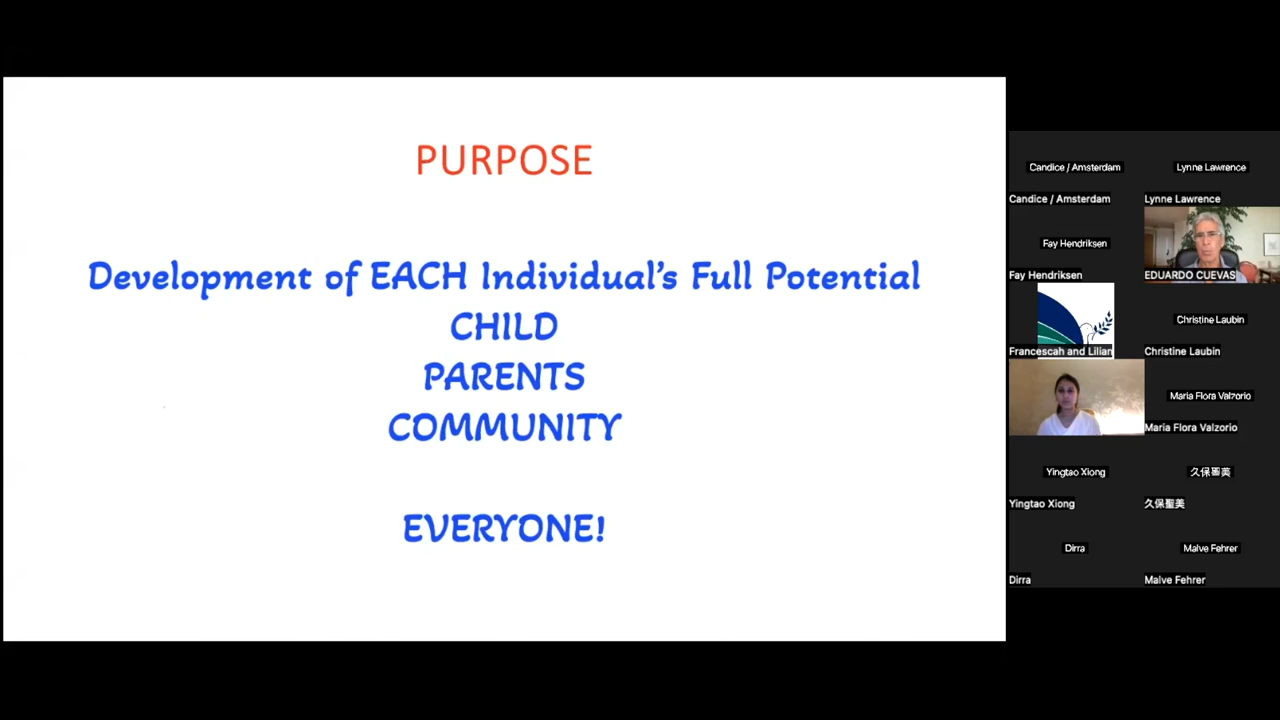 PURPOSE
Development of EACH Individual's Full Potential
CHILD
PARENTS
COMMUNITY
EVERYONE!
Candice / Amsterdam
Candice / Amsterdam
Lynne Lawrence
Lynne Lawrence
Fay Hendriksen
Fay Hendriksen
EDUARDO CUEVAS
Francescah and Lilian
Christine Laubin
Christine Laubin
Maria Flora Valzorio
Maria Flora Valzorio
Yingtao Xiong
Yingtao Xiong
久保聖美
久保聖美
Dirra
Dirra
Malve Fehrer
Malve Fehrer